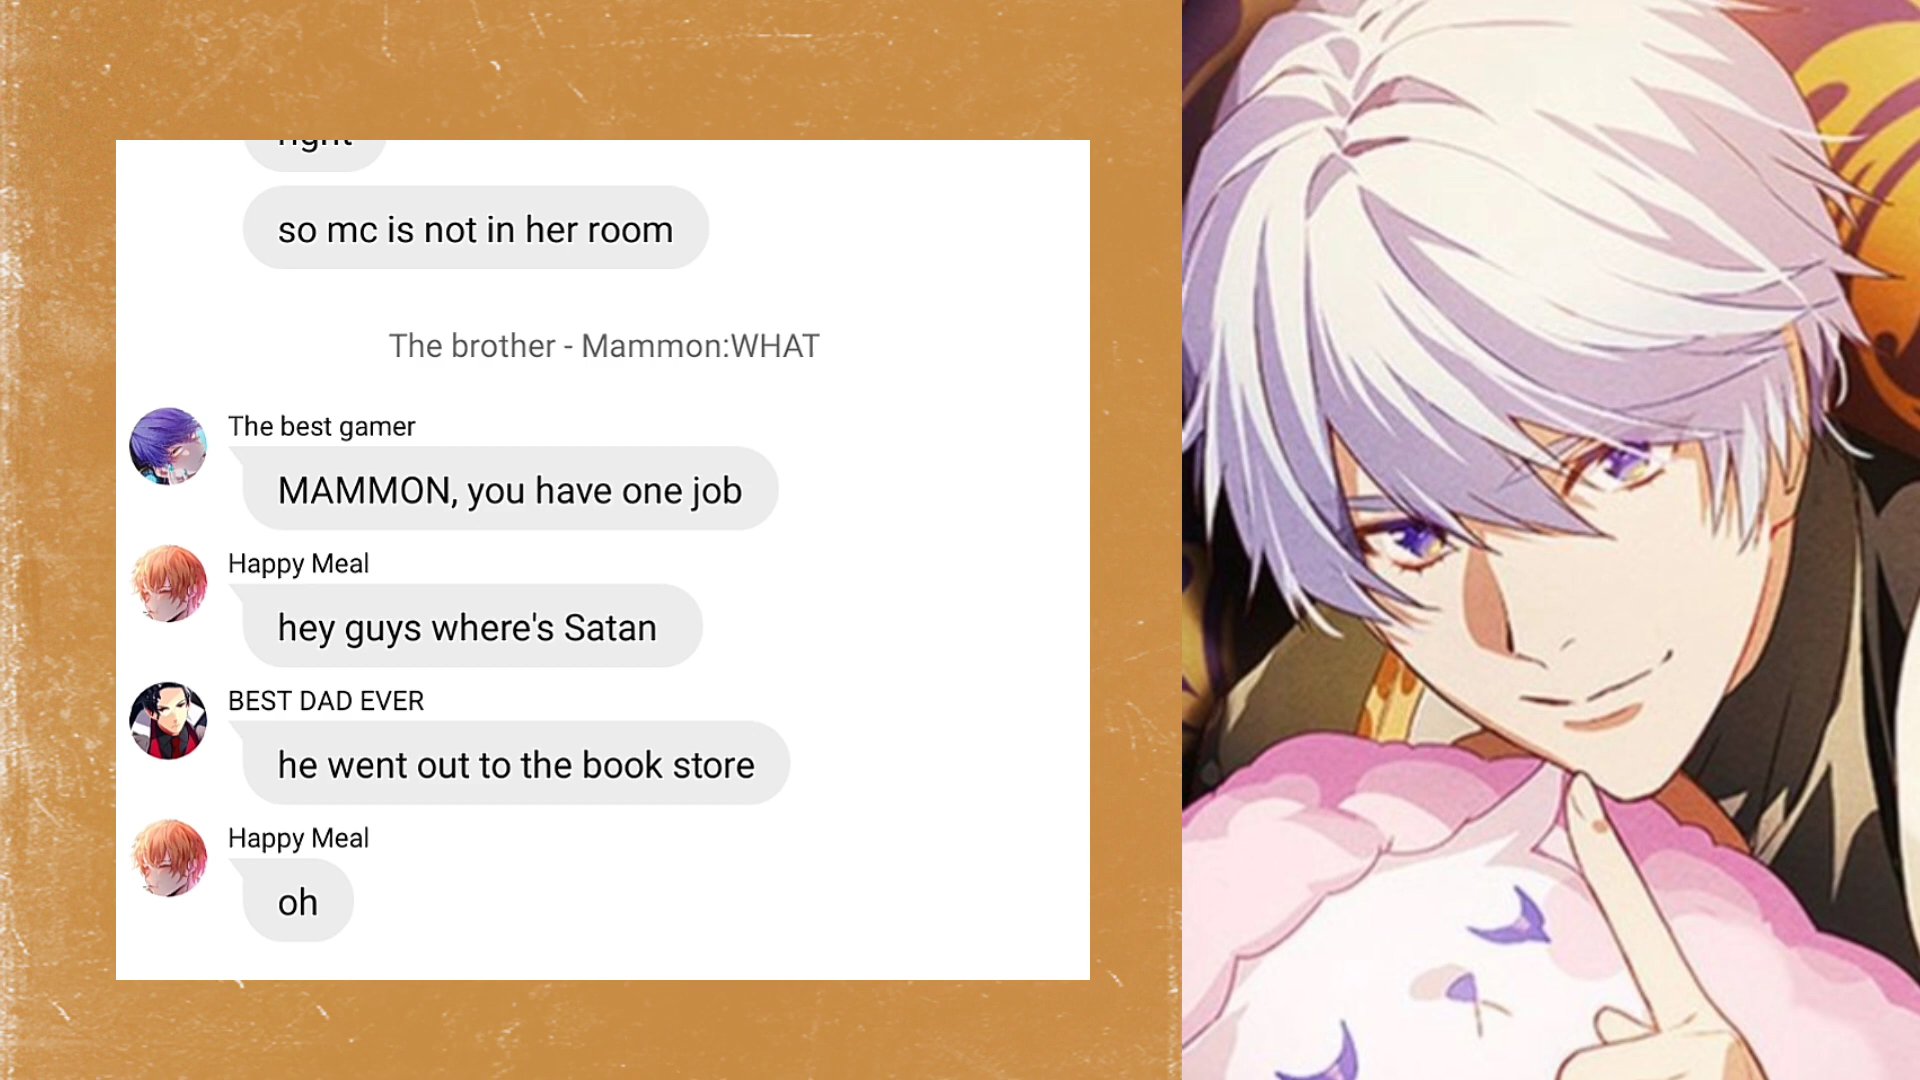 right
so mc is not in her room
The brother - Mammon:WHAT
The best gamer
MAMMON, you have one job
Happy Meal
hey guys where's Satan
BEST DAD EVER
he went out to the book store
Happy Meal
oh